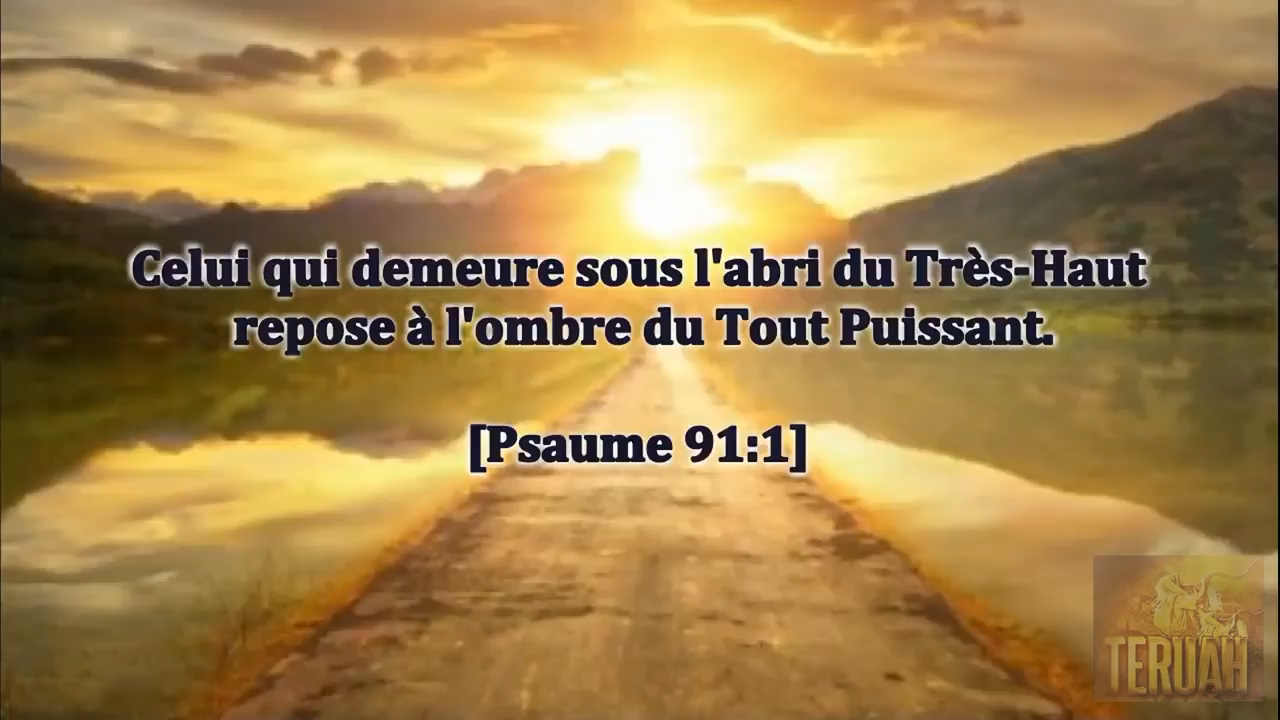 Celui qui demeure sous l'abri du Très-Haut
repose à l'ombre du Tout Puissant.
[Psaume 91:1]
TERUAH